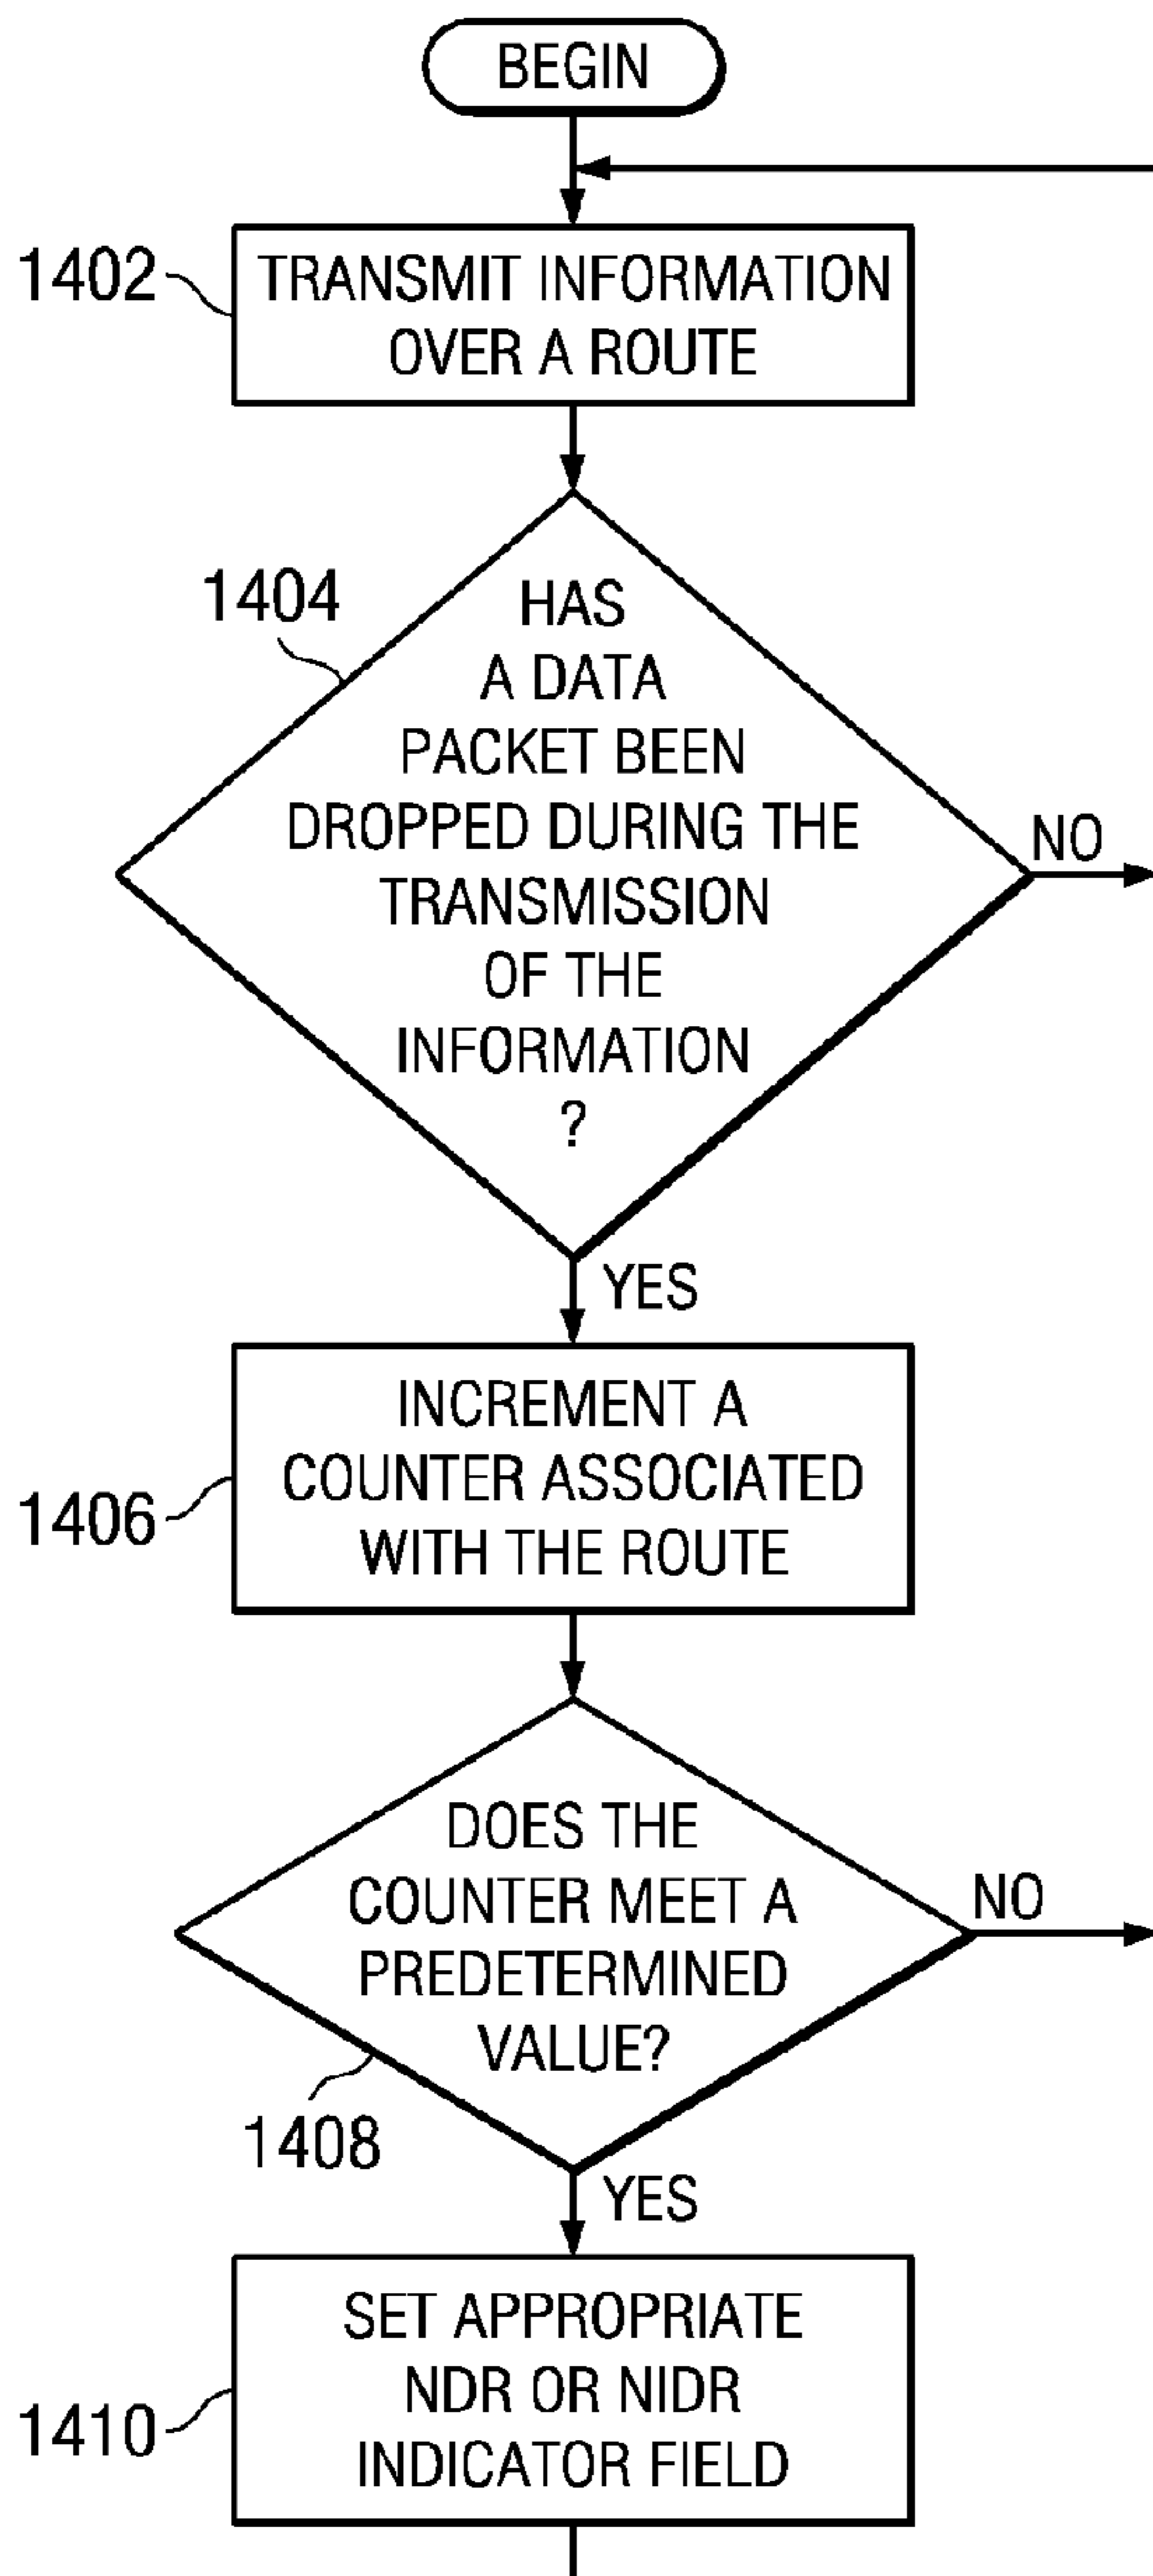 BEGIN
1402
TRANSMIT INFORMATION
OVER A ROUTE
1404
HAS
A DATA
PACKET BEEN
DROPPED DURING THE
TRANSMISSION
OF THE
INFORMATION
?
NO
YES
1406
INCREMENT A
COUNTER ASSOCIATED
WITH THE ROUTE
DOES THE
COUNTER MEET A
PREDETERMINED
VALUE?
NO
1408
YES
1410
SET APPROPRIATE
NDR OR NIDR
INDICATOR FIELD